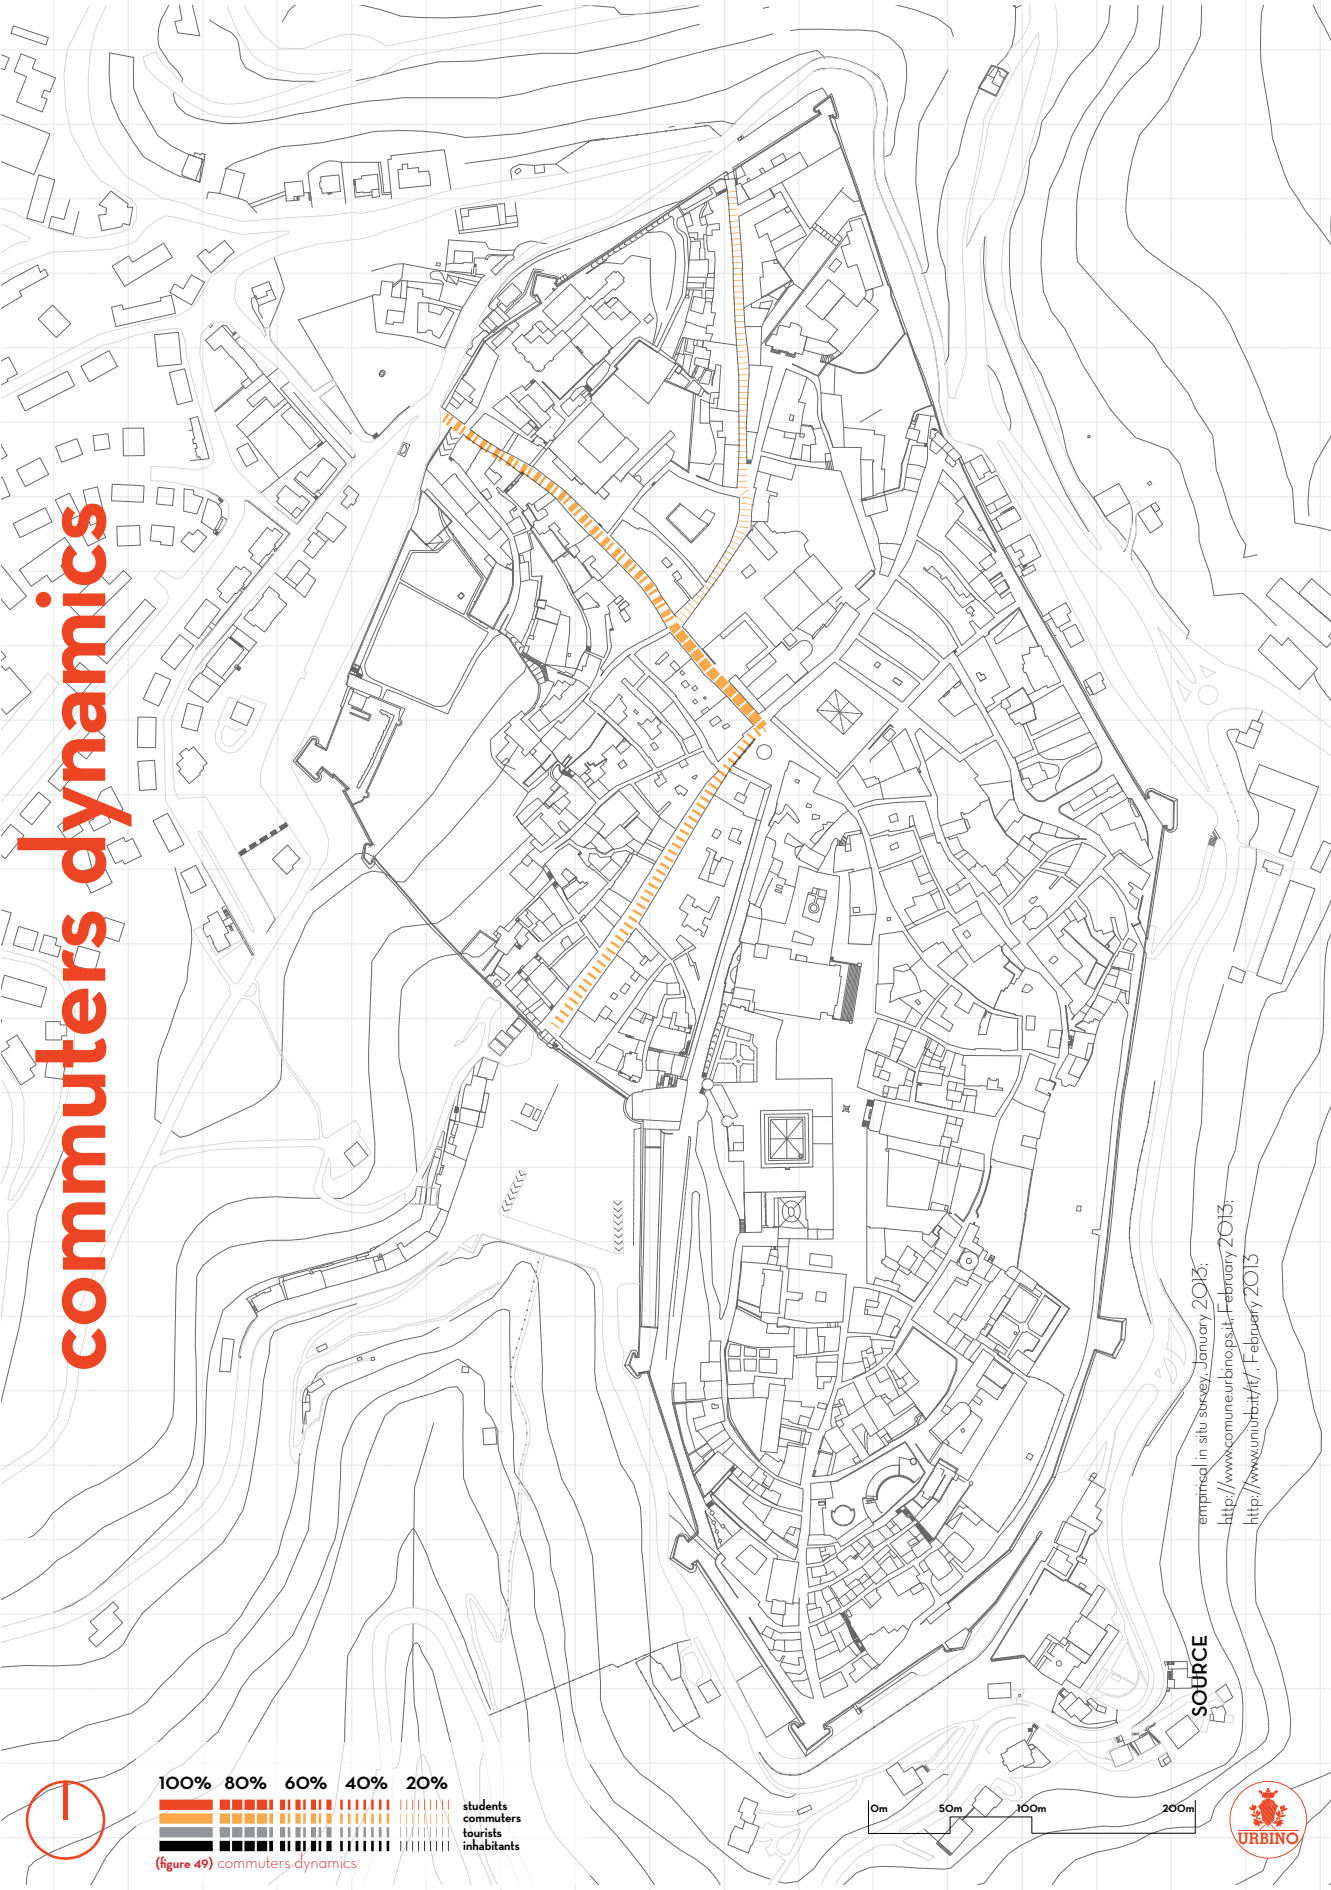 commuters dynamics
empirical in situ survey, January 2013;
http://www.comune.urbino.ps.it, February 2013;
http://www.uniurb.it/it/, February 2013
SOURCE
100% 80% 60% 40% 20%
students
commuters
tourists
inhabitants
(figure 49) commuters dynamics
0m 50m 100m 200m
URBINO